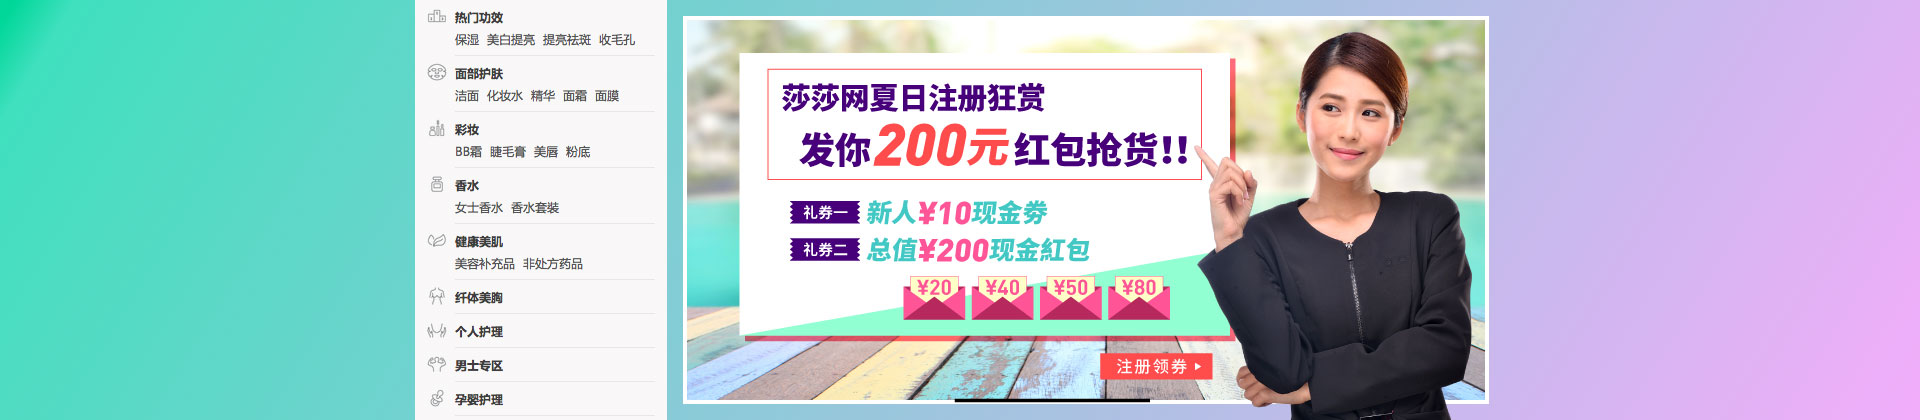 热门功效
保湿 美白提亮 提亮祛斑 收毛孔
面部护肤
洁面 化妆水 精华 面霜 面膜
彩妆
BB霜 睫毛膏 美唇 粉底
香水
女士香水 香水套装
健康美肌
美容补充品 非处方药品
纤体美胸
个人护理
男士专区
孕婴护理
莎莎网夏日注册狂赏
发你200元红包抢货!!
礼券一 新人¥10现金劵
礼券二 总值¥200现金紅包
¥20 ¥40 ¥50 ¥80
注册领券